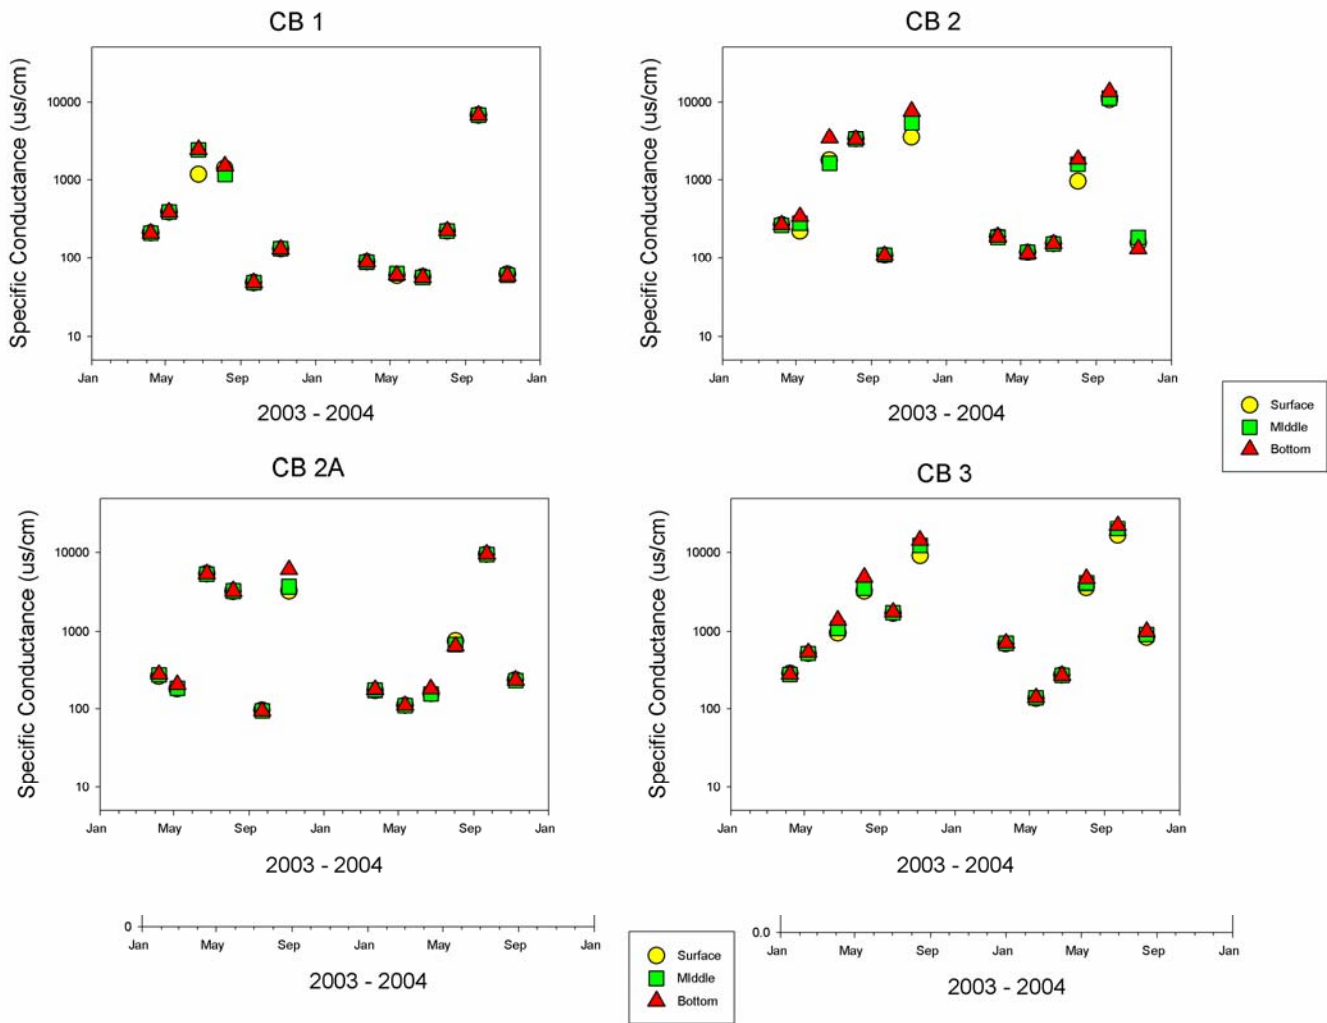 CB 1
CB 2
Specific Conductance (us/cm)
10000
1000
100
10
Jan May Sep Jan May Sep Jan
2003 - 2004
Specific Conductance (us/cm)
10000
1000
100
10
Jan May Sep Jan May Sep Jan
2003 - 2004
Surface
MIddle
Bottom
CB 2A
CB 3
Specific Conductance (us/cm)
10000
1000
100
10
Jan May Sep Jan May Sep Jan
2003 - 2004
Specific Conductance (us/cm)
10000
1000
100
10
Jan May Sep Jan May Sep Jan
2003 - 2004
0
Jan May Sep Jan May Sep Jan
2003 - 2004
Surface
MIddle
Bottom
0.0
Jan May Sep Jan May Sep Jan
2003 - 2004